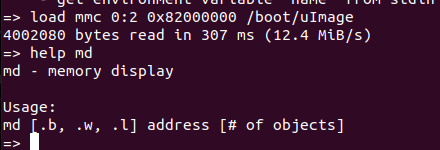 get environment variable 'name' from stdin
=> load mmc 0:2 0x82000000 /boot/uImage
4002080 bytes read in 307 ms (12.4 MiB/s)
=> help md
md - memory display
Usage:
md [.b, .w, .l] address [# of objects]
=>